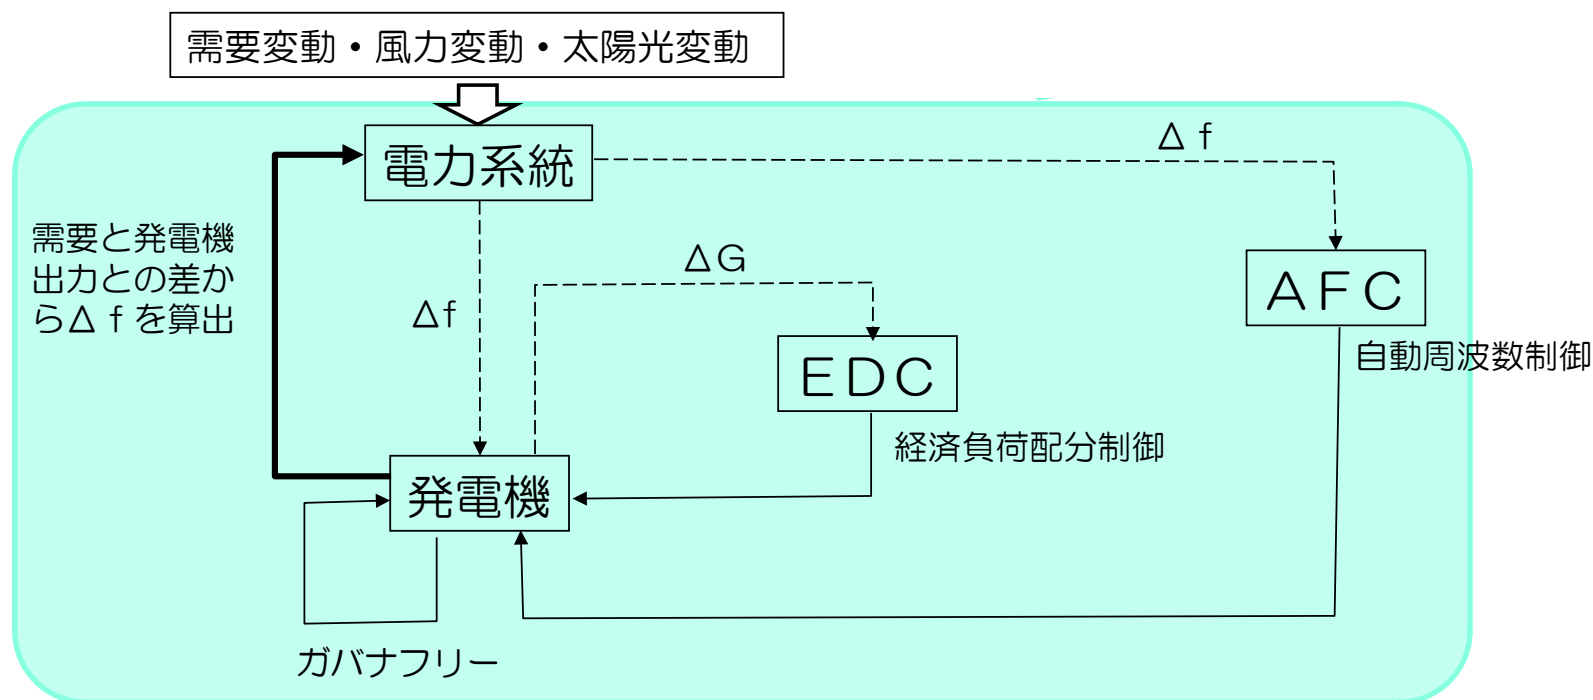 需要変動・風力変動・太陽光変動
電力系統
Δｆ
需要と発電機
出力との差か
らΔｆを算出
Δf
ΔG
ＡＦＣ
自動周波数制御
ＥＤＣ
経済負荷配分制御
発電機
ガバナフリー